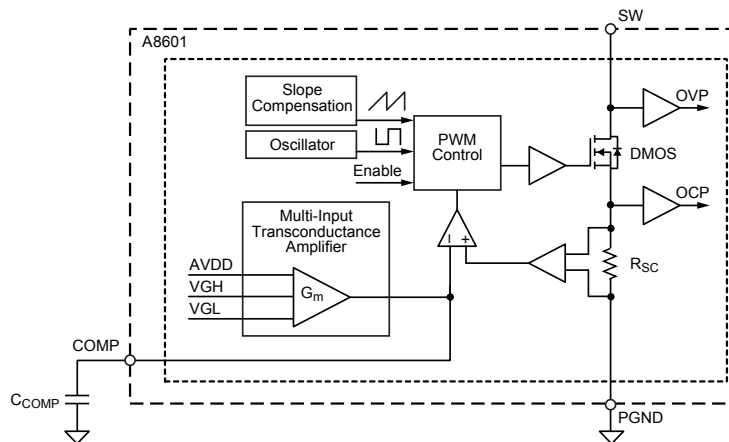 SW
A8601
Slope
Compensation
OVP
Oscillator
PWM
Control
DMOS
Enable
OCP
Multi-Input
Transconductance
Amplifier
– +
AVDD
VGH
VGL
Gm
RSC
COMP
CCOMP
PGND